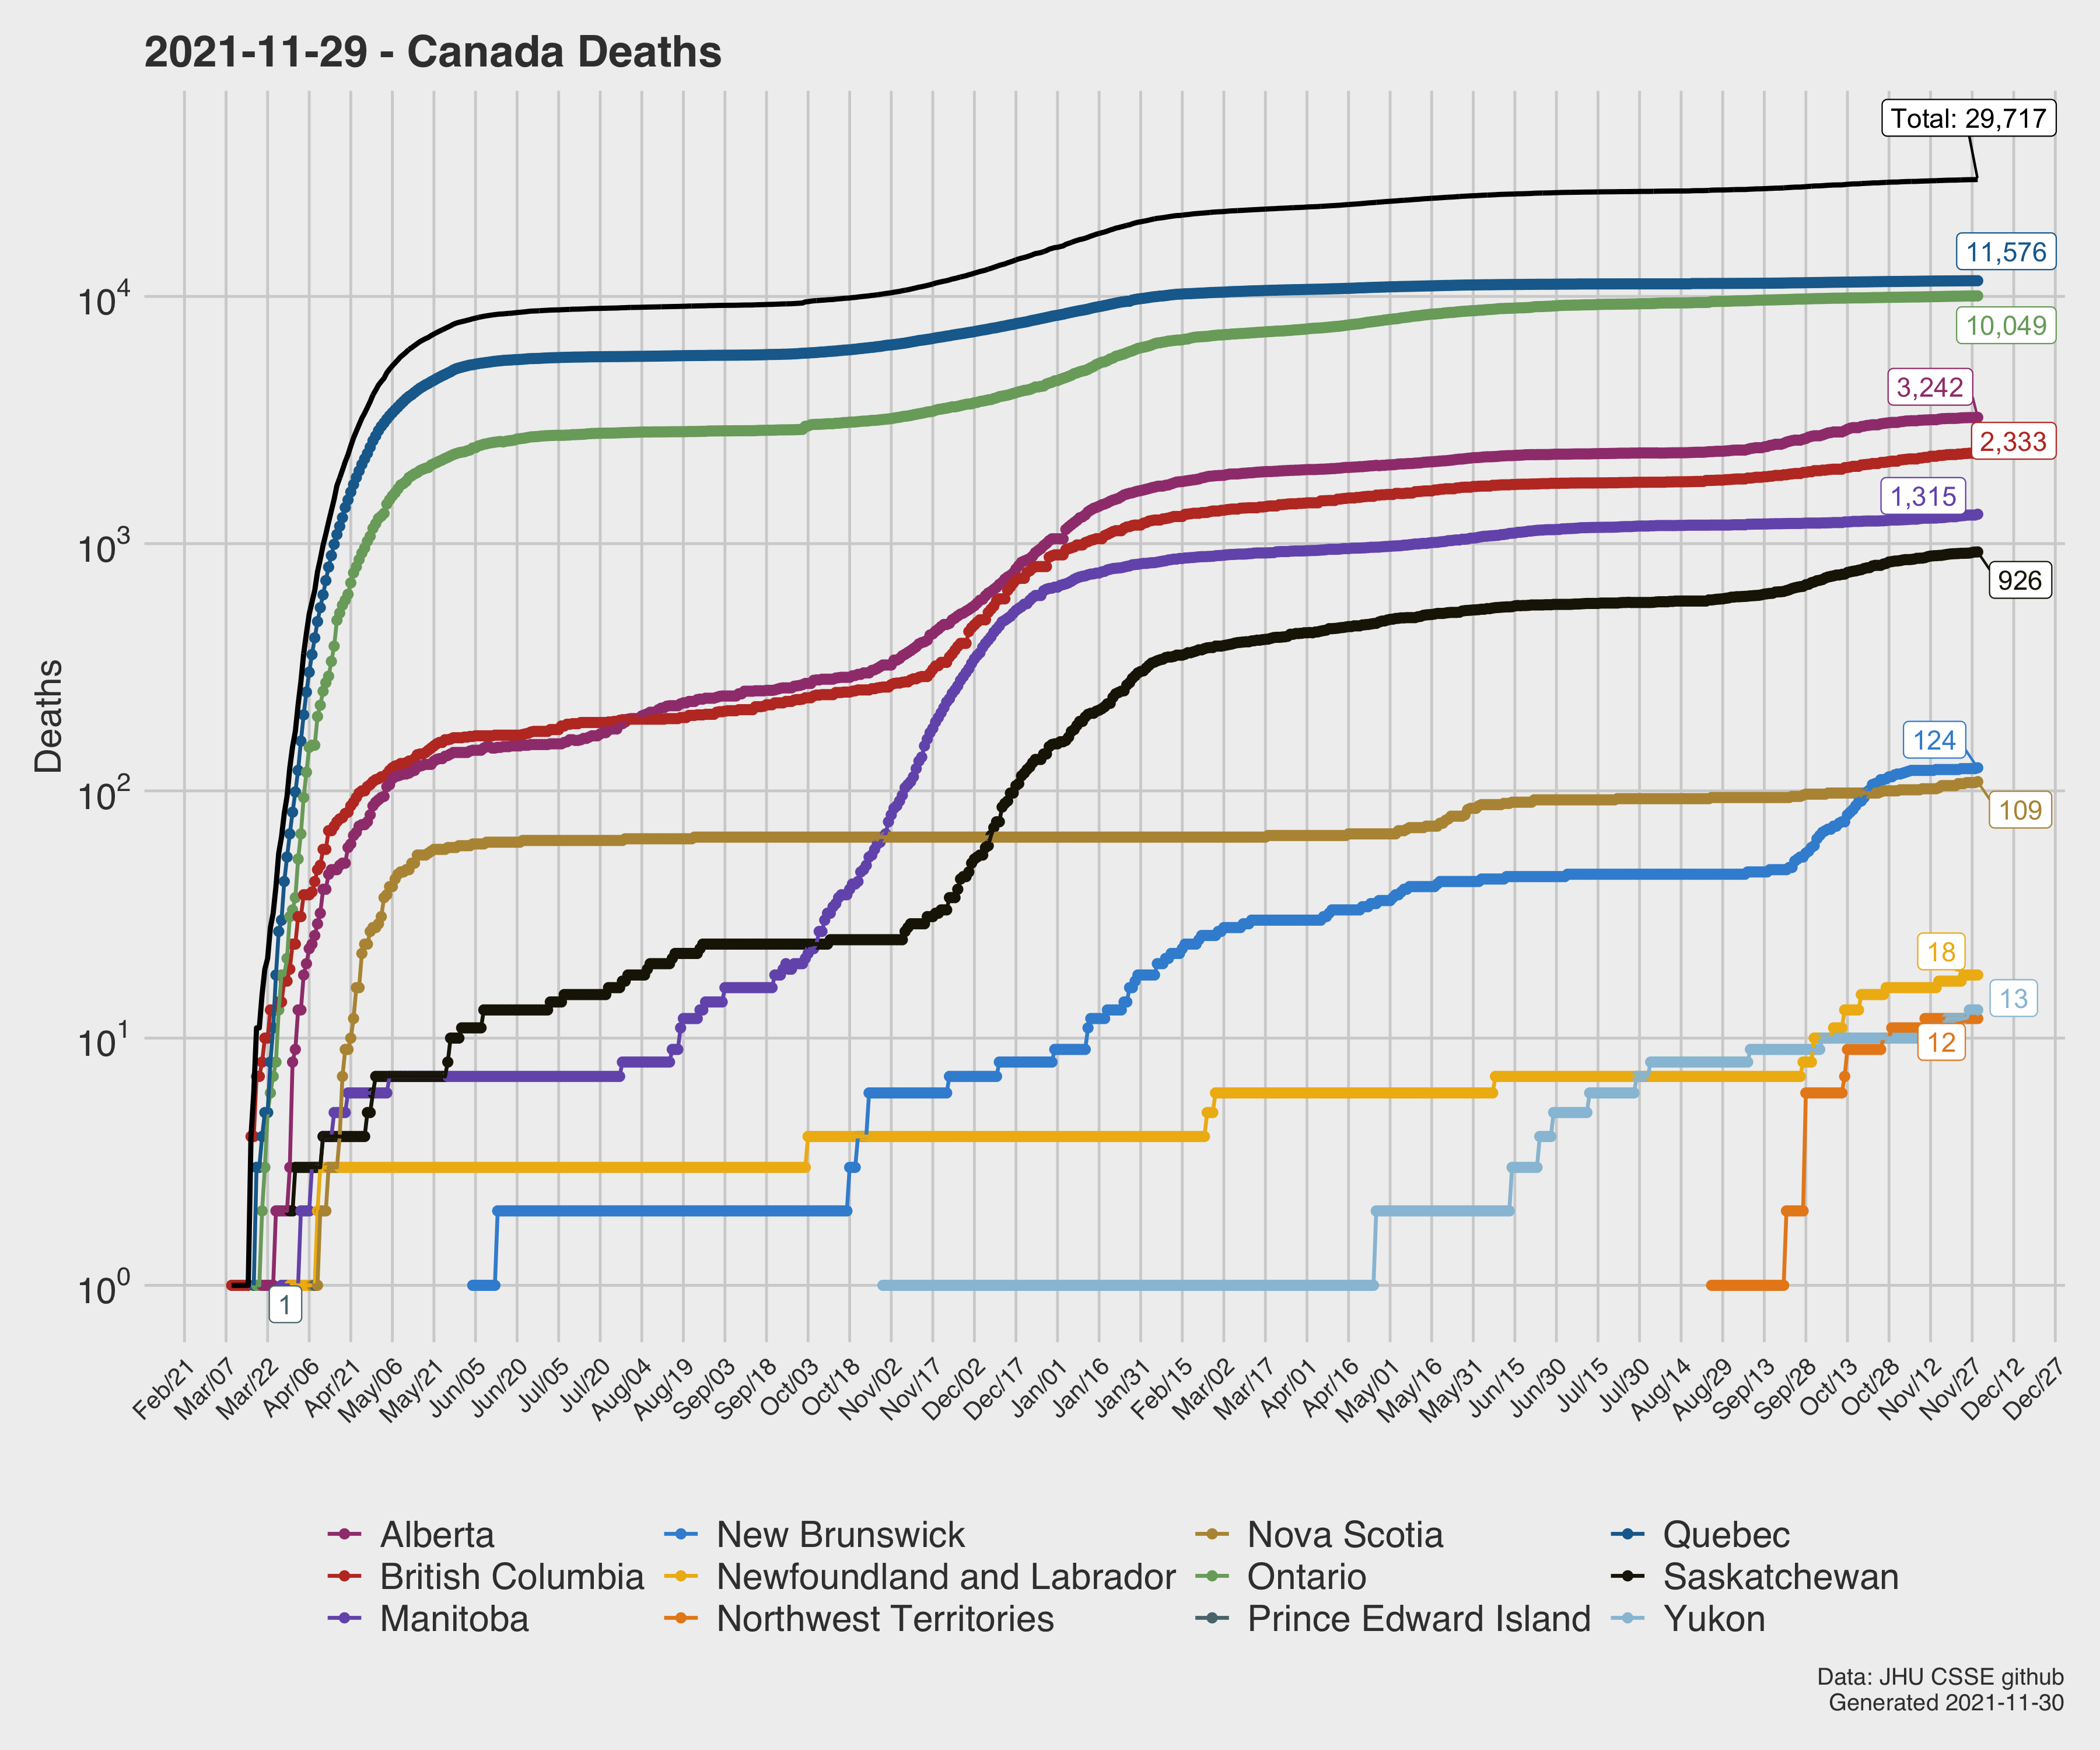 2021-11-29 - Canada Deaths
Total: 29,717
11,576
10,049
3,242
2,333
1,315
926
124
109
18
13
12
1
Deaths
10⁴
10³
10²
10¹
10⁰
Feb/21
Mar/07
Mar/22
Apr/06
Apr/21
May/06
May/21
Jun/05
Jun/20
Jul/05
Jul/20
Aug/04
Aug/19
Sep/03
Sep/18
Oct/03
Oct/18
Nov/02
Nov/17
Dec/02
Dec/17
Jan/01
Jan/16
Jan/31
Feb/15
Mar/02
Mar/17
Apr/01
Apr/16
May/01
May/16
May/31
Jun/15
Jun/30
Jul/15
Jul/30
Aug/14
Aug/29
Sep/13
Sep/28
Oct/13
Oct/28
Nov/12
Nov/27
Dec/12
Dec/27
Alberta
British Columbia
Manitoba
New Brunswick
Newfoundland and Labrador
Northwest Territories
Nova Scotia
Ontario
Prince Edward Island
Quebec
Saskatchewan
Yukon
Data: JHU CSSE github
Generated 2021-11-30